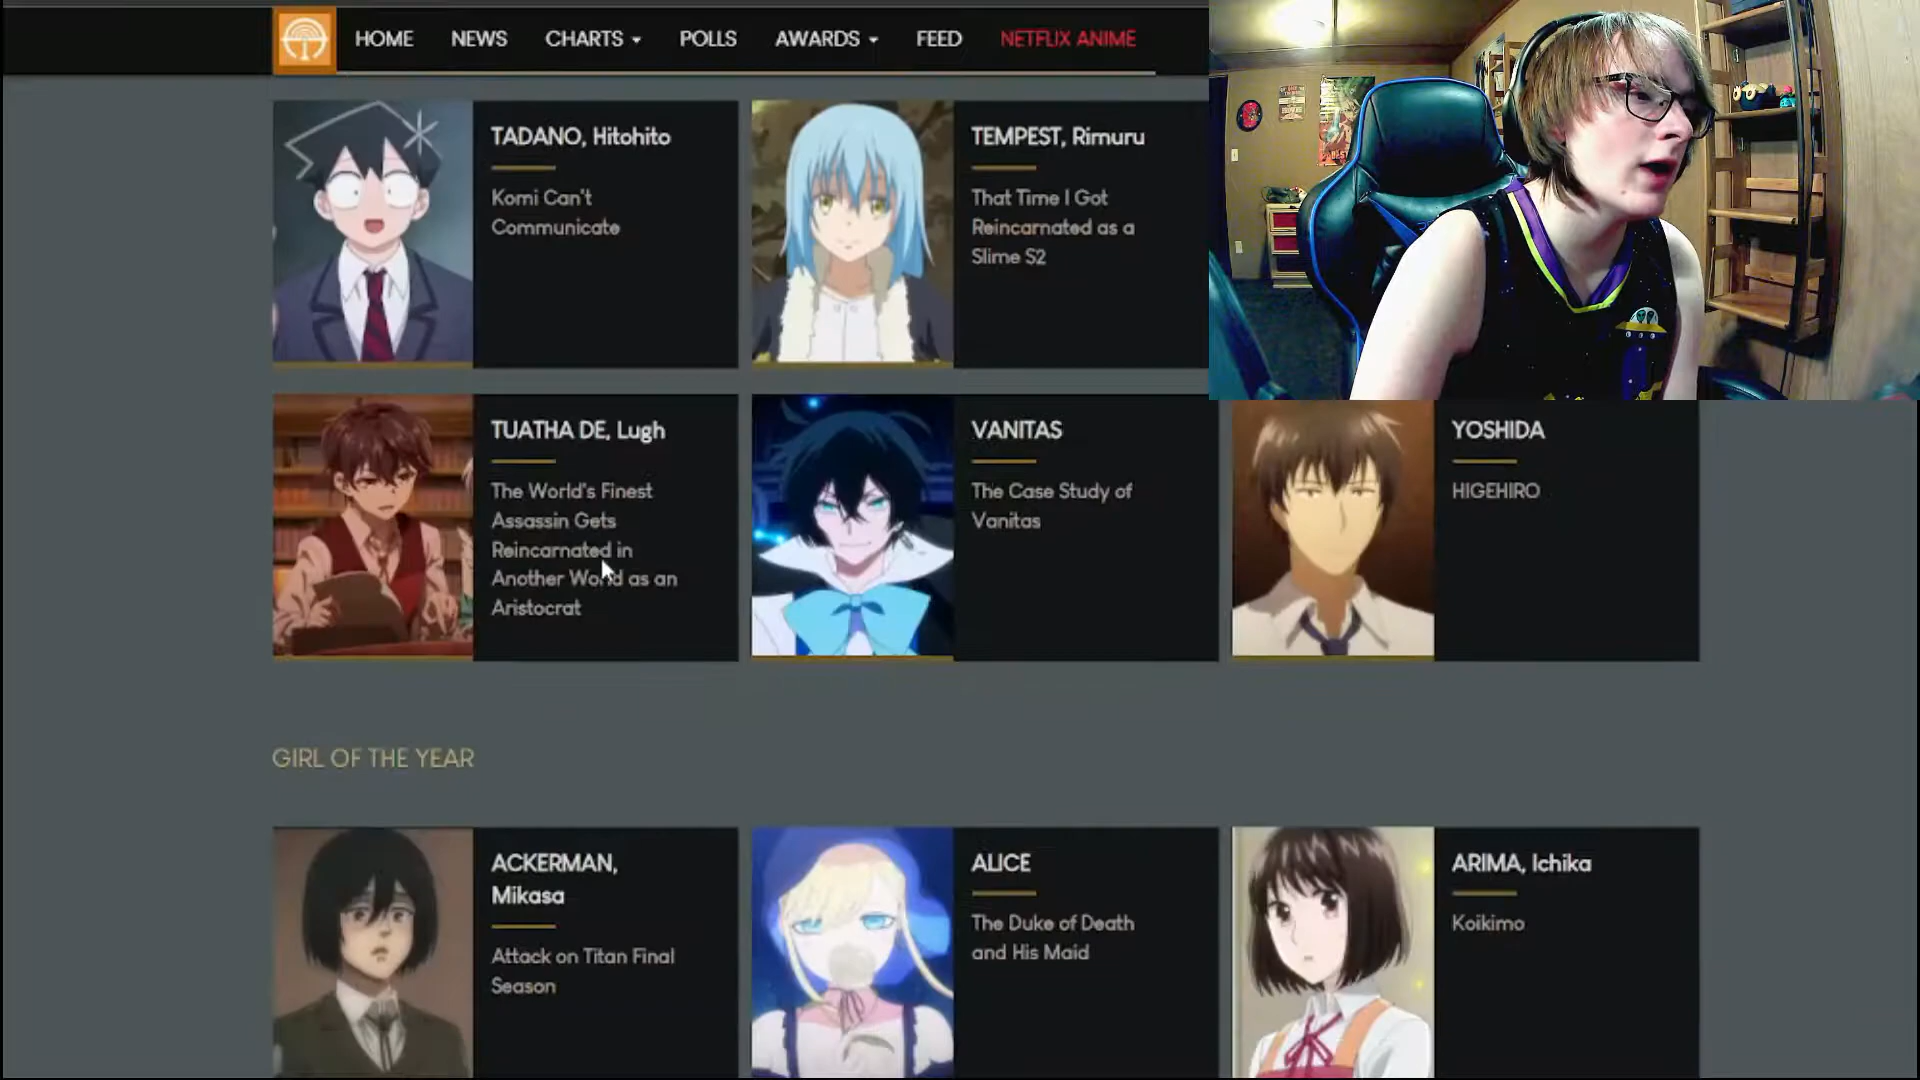 HOME NEWS CHARTS POLLS AWARDS FEED NETFLIX ANIME
TADANO, Hitohito
Komi Can't
Communicate
TEMPEST, Rimuru
That Time I Got
Reincarnated as a
Slime S2
TUATHA DE, Lugh
The World's Finest
Assassin Gets
Reincarnated in
Another World as an
Aristocrat
VANITAS
The Case Study of
Vanitas
YOSHIDA
HIGEHIRO
GIRL OF THE YEAR
ACKERMAN,
Mikasa
Attack on Titan Final
Season
ALICE
The Duke of Death
and His Maid
ARIMA, Ichika
Koikimo